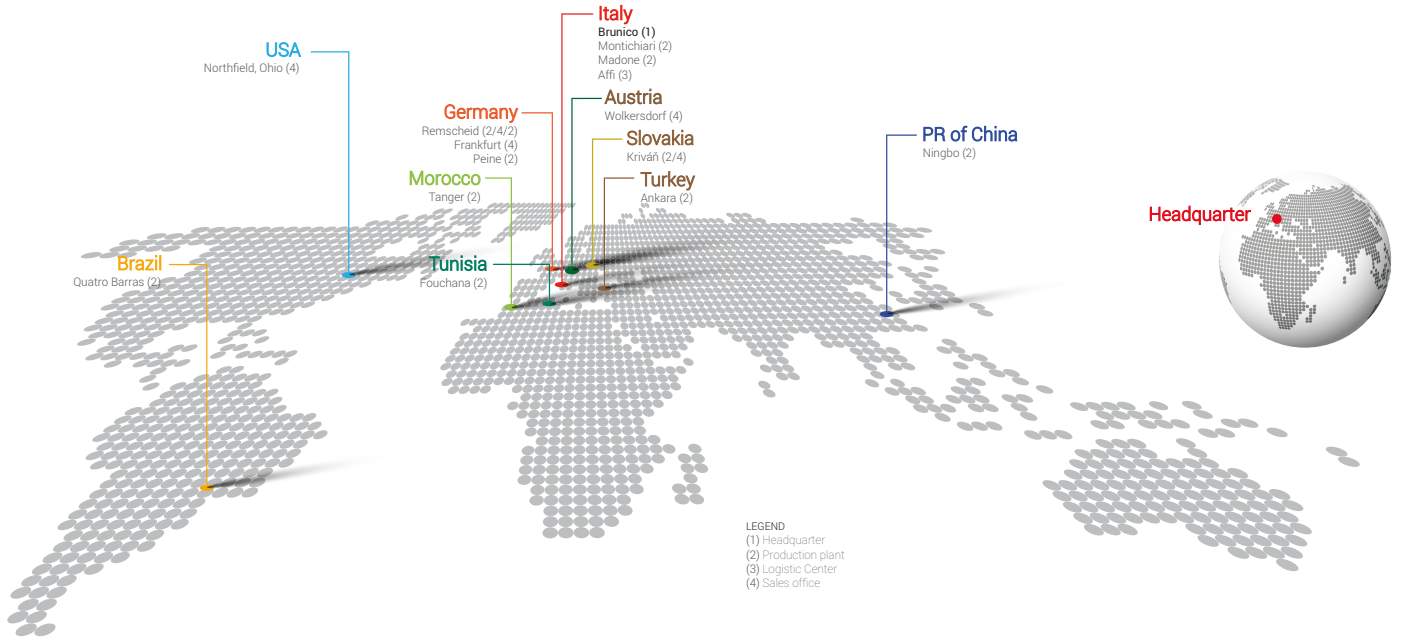 Italy
Brunico (1)
Montichiari (2)
Madone (2)
Affi (3)
USA
Northfield, Ohio (4)
Austria
Wolkersdorf (4)
Germany
Remscheid (2/4/2)
Frankfurt (4)
Peine (2)
Slovakia
Kriváň (2/4)
PR of China
Ningbo (2)
Morocco
Tanger (2)
Turkey
Ankara (2)
Headquarter
Brazil
Quatro Barras (2)
Tunisia
Fouchana (2)
LEGEND
(1) Headquarter
(2) Production plant
(3) Logistic Center
(4) Sales office